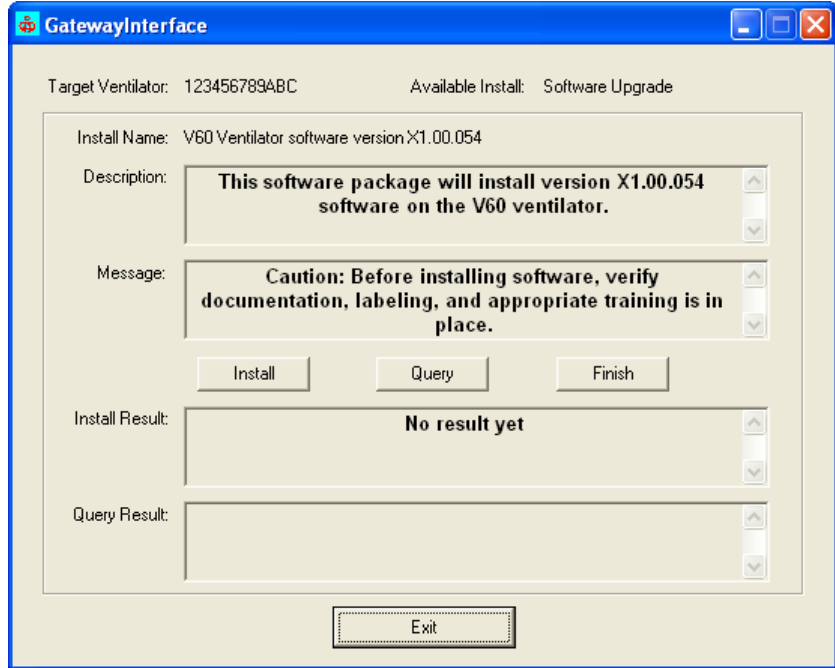 GatewayInterface
Target Ventilator: 123456789ABC Available Install: Software Upgrade
Install Name: V60 Ventilator software version X1.00.054
Description: This software package will install version X1.00.054
software on the V60 ventilator.
Message: Caution: Before installing software, verify
documentation, labeling, and appropriate training is in
place.
Install Query Finish
Install Result: No result yet
Query Result:
Exit